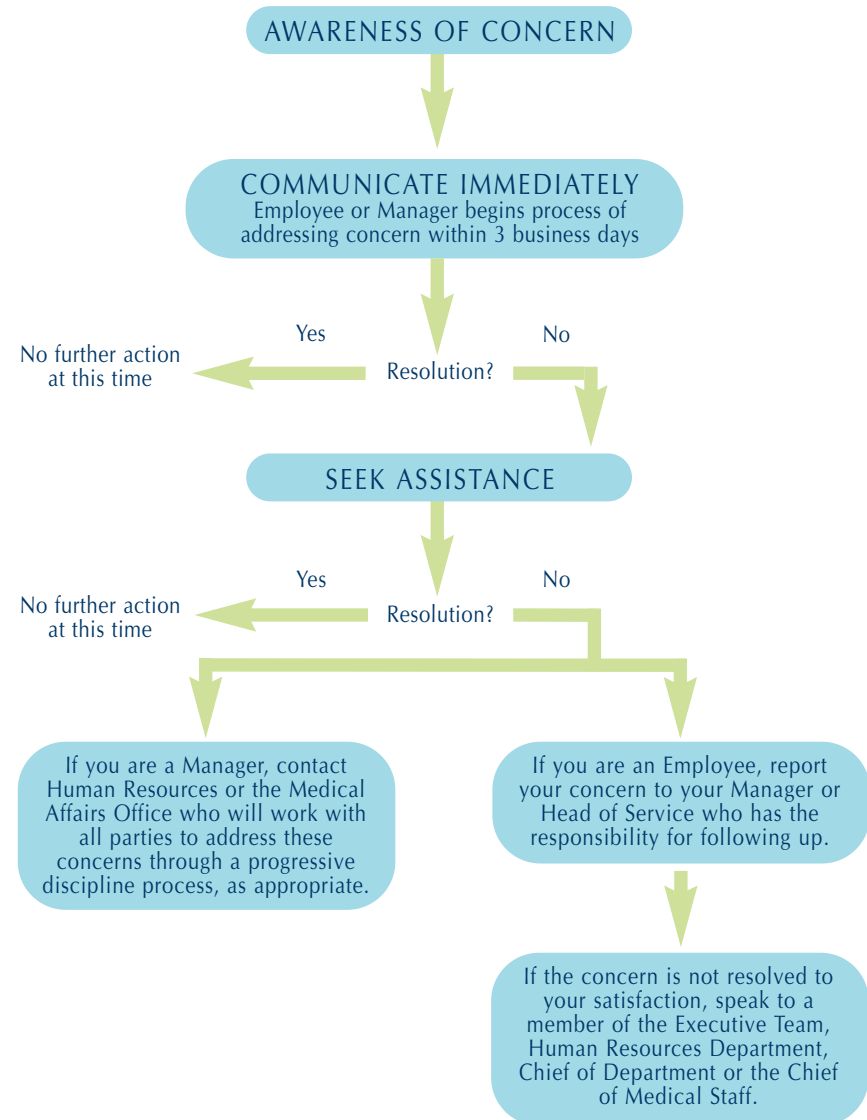 AWARENESS OF CONCERN
COMMUNICATE IMMEDIATELY
Employee or Manager begins process of
addressing concern within 3 business days
Yes
No
No further action
at this time
Resolution?
SEEK ASSISTANCE
Yes
No
No further action
at this time
Resolution?
If you are a Manager, contact
Human Resources or the Medical
Affairs Office who will work with
all parties to address these
concerns through a progressive
discipline process, as appropriate.
If you are an Employee, report
your concern to your Manager or
Head of Service who has the
responsibility for following up.
If the concern is not resolved to
your satisfaction, speak to a
member of the Executive Team,
Human Resources Department,
Chief of Department or the Chief
of Medical Staff.